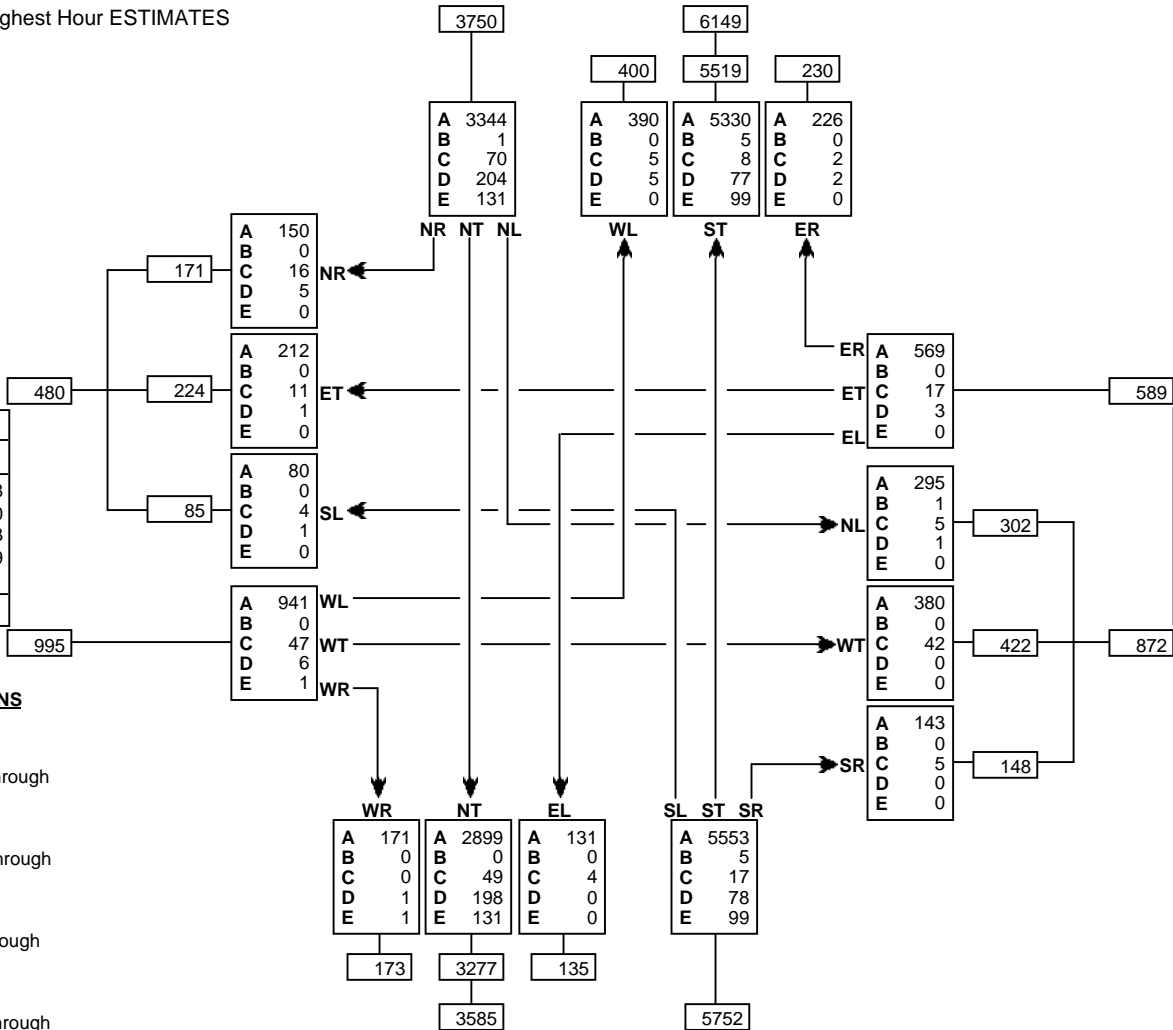 ghest Hour ESTIMATES
3750
6149
400
5519
230
A 3344
B 1
C 70
D 204
E 131
A 390
B 0
C 5
D 5
E 0
A 5330
B 5
C 8
D 77
E 99
A 226
B 0
C 2
D 2
E 0
NR NT NL
WL
ST
ER
171
A 150
B 0
C 16
D 5
E 0
NR
480
224
A 212
B 0
C 11
D 1
E 0
ET
85
A 80
B 0
C 4
D 1
E 0
SL
995
A 941
B 0
C 47
D 6
E 1
WL
WT
WR
ER
ET
EL
A 569
B 0
C 17
D 3
E 0
589
NL
A 295
B 1
C 5
D 1
E 0
302
WT
A 380
B 0
C 42
D 0
E 0
422
872
SR
A 143
B 0
C 5
D 0
E 0
148
NS
rough
hrough
ough
hrough
WR
NT
EL
SL ST SR
A 171
B 0
C 0
D 1
E 1
A 2899
B 0
C 49
D 198
E 131
A 131
B 0
C 4
D 0
E 0
A 5553
B 5
C 17
D 78
E 99
173
3277
135
3585
5752